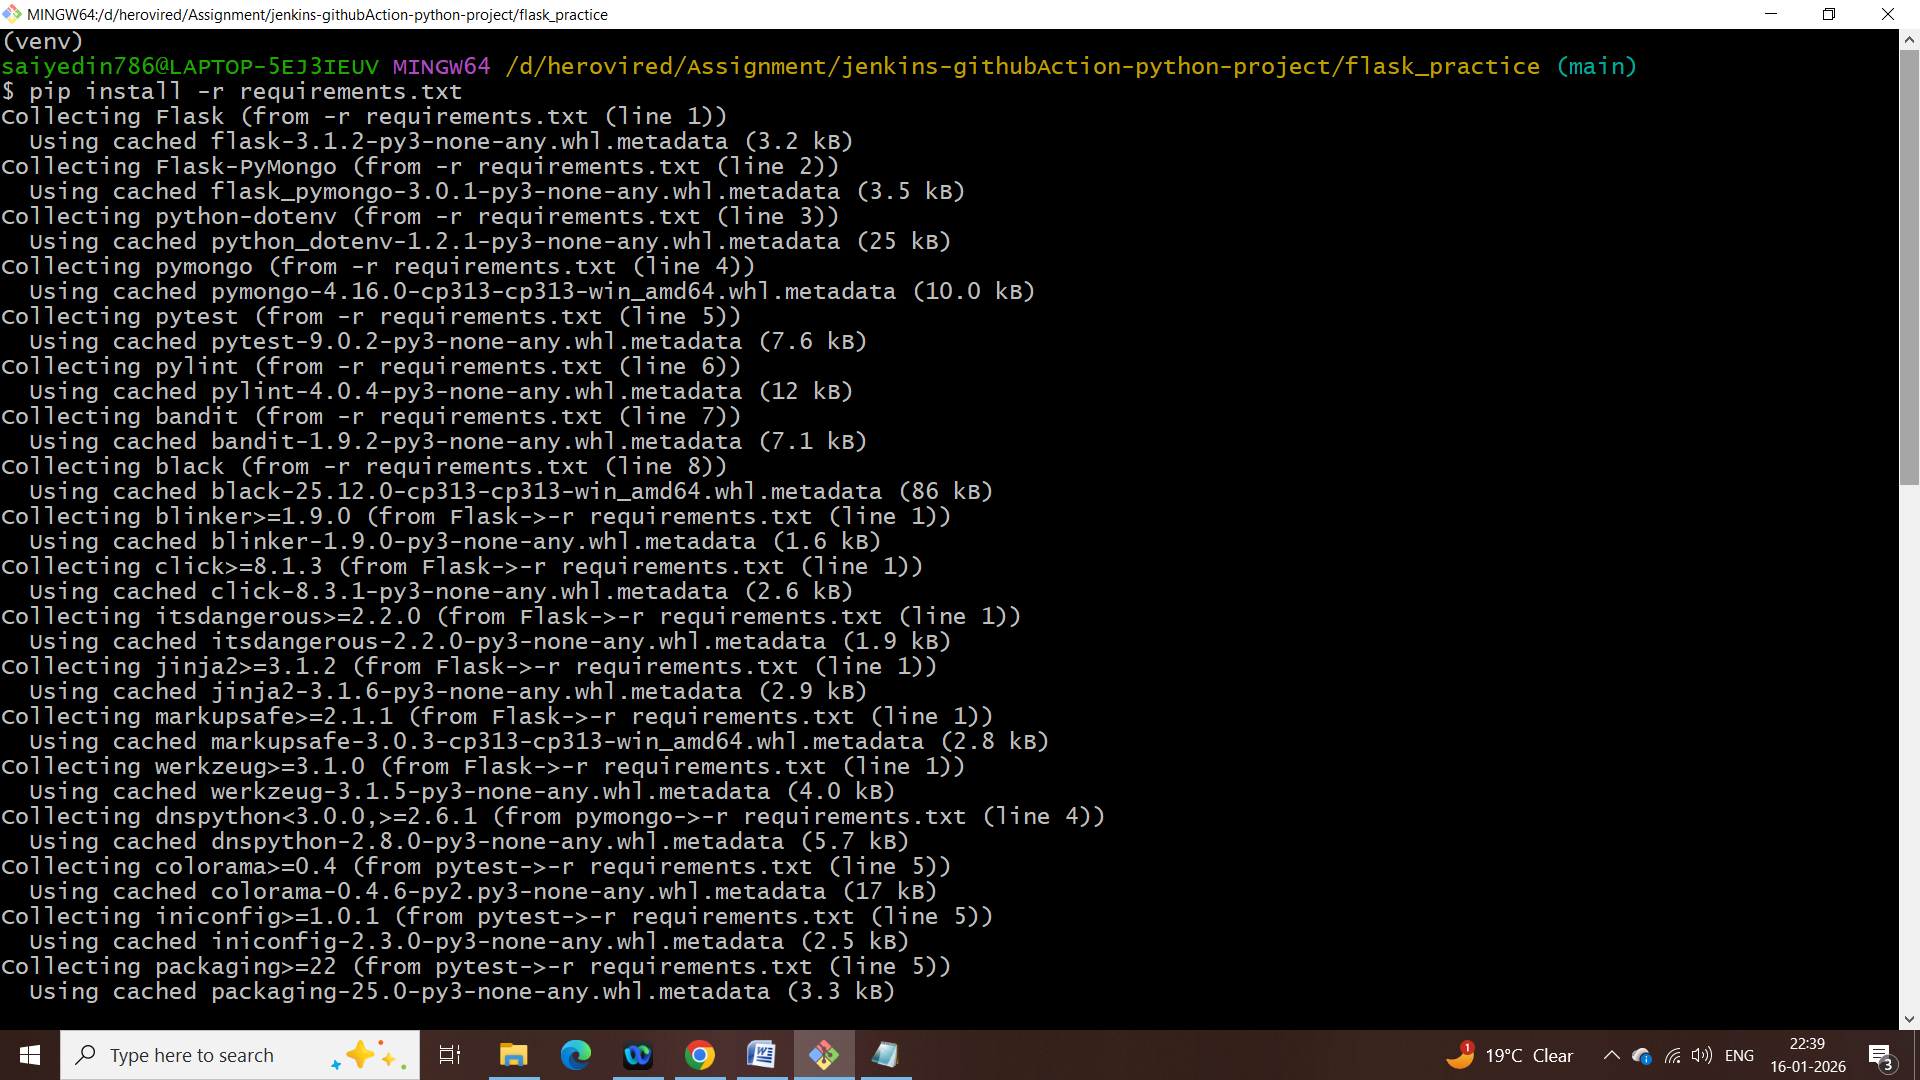 MINGW64:/d/herovired/Assignment/jenkins-githubAction-python-project/flask_practice
(venv)
saiyedin786@LAPTOP-5EJ3IEUV MINGW64 /d/herovired/Assignment/jenkins-githubAction-python-project/flask_practice (main)
$ pip install -r requirements.txt
Collecting Flask (from -r requirements.txt (line 1))
  Using cached flask-3.1.2-py3-none-any.whl.metadata (3.2 kB)
Collecting Flask-PyMongo (from -r requirements.txt (line 2))
  Using cached flask_pymongo-3.0.1-py3-none-any.whl.metadata (3.5 kB)
Collecting python-dotenv (from -r requirements.txt (line 3))
  Using cached python_dotenv-1.2.1-py3-none-any.whl.metadata (25 kB)
Collecting pymongo (from -r requirements.txt (line 4))
  Using cached pymongo-4.16.0-cp313-cp313-win_amd64.whl.metadata (10.0 kB)
Collecting pytest (from -r requirements.txt (line 5))
  Using cached pytest-9.0.2-py3-none-any.whl.metadata (7.6 kB)
Collecting pylint (from -r requirements.txt (line 6))
  Using cached pylint-4.0.4-py3-none-any.whl.metadata (12 kB)
Collecting bandit (from -r requirements.txt (line 7))
  Using cached bandit-1.9.2-py3-none-any.whl.metadata (7.1 kB)
Collecting black (from -r requirements.txt (line 8))
  Using cached black-25.12.0-cp313-cp313-win_amd64.whl.metadata (86 kB)
Collecting blinker>=1.9.0 (from Flask->-r requirements.txt (line 1))
  Using cached blinker-1.9.0-py3-none-any.whl.metadata (1.6 kB)
Collecting click>=8.1.3 (from Flask->-r requirements.txt (line 1))
  Using cached click-8.3.1-py3-none-any.whl.metadata (2.6 kB)
Collecting itsdangerous>=2.2.0 (from Flask->-r requirements.txt (line 1))
  Using cached itsdangerous-2.2.0-py3-none-any.whl.metadata (1.9 kB)
Collecting jinja2>=3.1.2 (from Flask->-r requirements.txt (line 1))
  Using cached jinja2-3.1.6-py3-none-any.whl.metadata (2.9 kB)
Collecting markupsafe>=2.1.1 (from Flask->-r requirements.txt (line 1))
  Using cached markupsafe-3.0.3-cp313-cp313-win_amd64.whl.metadata (2.8 kB)
Collecting werkzeug>=3.1.0 (from Flask->-r requirements.txt (line 1))
  Using cached werkzeug-3.1.5-py3-none-any.whl.metadata (4.0 kB)
Collecting dnspython<3.0.0,>=2.6.1 (from pymongo->-r requirements.txt (line 4))
  Using cached dnspython-2.8.0-py3-none-any.whl.metadata (5.7 kB)
Collecting colorama>=0.4 (from pytest->-r requirements.txt (line 5))
  Using cached colorama-0.4.6-py2.py3-none-any.whl.metadata (17 kB)
Collecting iniconfig>=1.0.1 (from pytest->-r requirements.txt (line 5))
  Using cached iniconfig-2.3.0-py3-none-any.whl.metadata (2.5 kB)
Collecting packaging>=22 (from pytest->-r requirements.txt (line 5))
  Using cached packaging-25.0-py3-none-any.whl.metadata (3.3 kB)
Type here to search
1
19°C Clear
ENG
22:39
16-01-2026
3